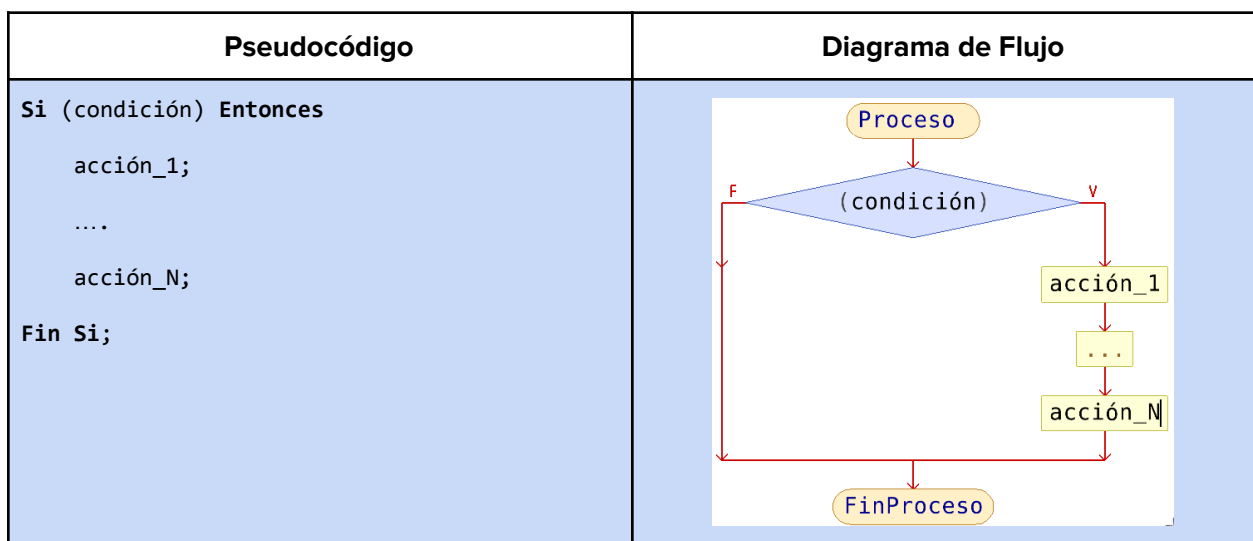 Pseudocódigo
Diagrama de Flujo
Si (condición) Entonces
acción_1;
….
acción_N;
Fin Si;
Proceso
F
(condición)
V
acción_1
...
acción_N
FinProceso